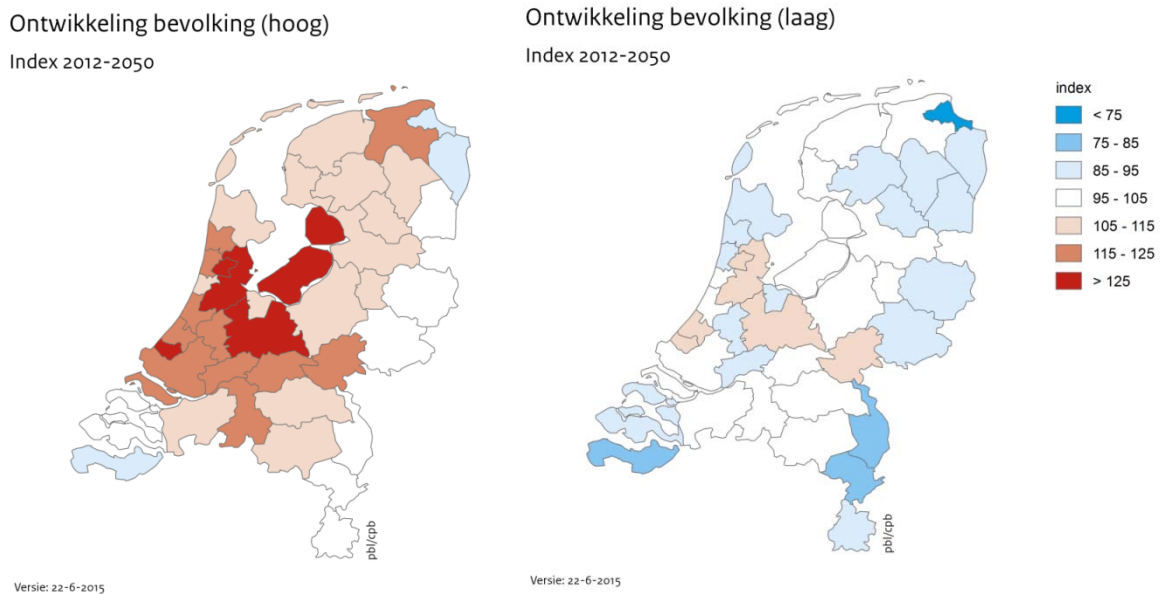 Ontwikkeling bevolking (hoog)
Index 2012-2050
pbl/cpb
Versie: 22-6-2015
Ontwikkeling bevolking (laag)
Index 2012-2050
pbl/cpb
Versie: 22-6-2015
index
< 75
75 - 85
85 - 95
95 - 105
105 - 115
115 - 125
> 125